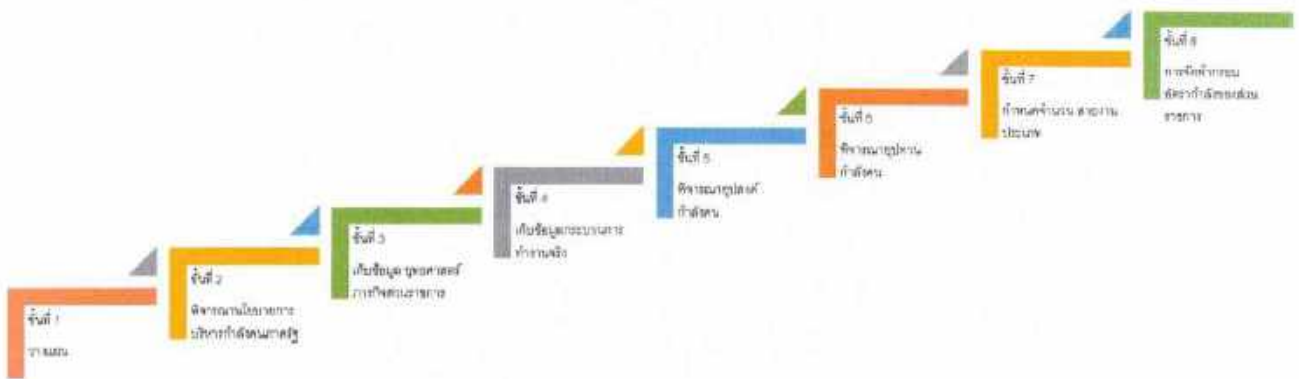 ขั้นที่ 1
วางแผน
ขั้นที่ 2
พิจารณานโยบายการ
บริหารกำลังคนภาครัฐ
ขั้นที่ 3
เก็บข้อมูล ยุทธศาสตร์
ภารกิจส่วนราชการ
ขั้นที่ 4
เก็บข้อมูลกระบวนการ
ทำงานจริง
ขั้นที่ 5
พิจารณาอุปสงค์
กำลังคน
ขั้นที่ 6
พิจารณาอุปทาน
กำลังคน
ขั้นที่ 7
กำหนดจำนวน สายงาน
ประเภท
ขั้นที่ 8
การจัดทำกรอบ
อัตรากำลังของส่วน
ราชการ